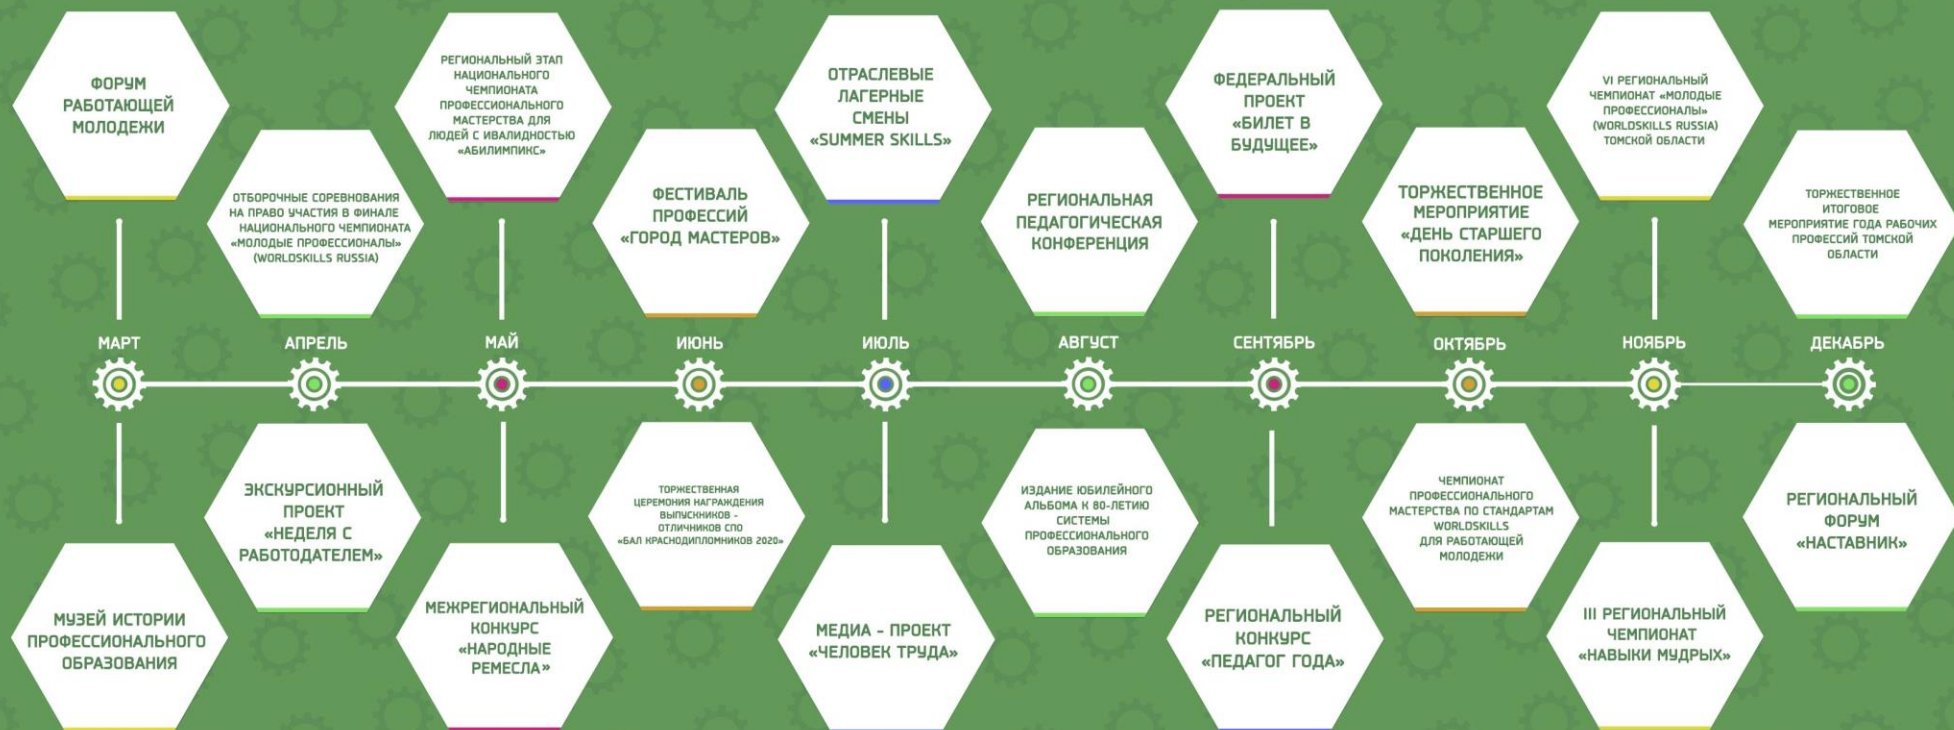 ФОРУМ
РАБОТАЮЩЕЙ
МОЛОДЕЖИ
ОТБОРОЧНЫЕ СОРЕВНОВАНИЯ
НА ПРАВО УЧАСТИЯ В ФИНАЛЕ
НАЦИОНАЛЬНОГО ЧЕМПИОНАТА
«МОЛОДЫЕ ПРОФЕССИОНАЛЫ»
(WORLDSKILLS RUSSIA)
РЕГИОНАЛЬНЫЙ ЭТАП
НАЦИОНАЛЬНОГО
ЧЕМПИОНАТА
ПРОФЕССИОНАЛЬНОГО
МАСТЕРСТВА ДЛЯ
ЛЮДЕЙ С ИВАЛИДНОСТЬЮ
«АБИЛИМПИКС»
ФЕСТИВАЛЬ
ПРОФЕССИЙ
«ГОРОД МАСТЕРОВ»
ОТРАСЛЕВЫЕ
ЛАГЕРНЫЕ
СМЕНЫ
«SUMMER SKILLS»
РЕГИОНАЛЬНАЯ
ПЕДАГОГИЧЕСКАЯ
КОНФЕРЕНЦИЯ
ФЕДЕРАЛЬНЫЙ
ПРОЕКТ
«БИЛЕТ В
БУДУЩЕЕ»
ТОРЖЕСТВЕННОЕ
МЕРОПРИЯТИЕ
«ДЕНЬ СТАРШЕГО
ПОКОЛЕНИЯ»
VI РЕГИОНАЛЬНЫЙ
ЧЕМПИОНАТ «МОЛОДЫЕ
ПРОФЕССИОНАЛЫ»
(WORLDSKILLS RUSSIA)
ТОМСКОЙ ОБЛАСТИ
ТОРЖЕСТВЕННОЕ
ИТОГОВОЕ
МЕРОПРИЯТИЕ ГОДА РАБОЧИХ
ПРОФЕССИЙ ТОМСКОЙ
ОБЛАСТИ
МАРТ
АПРЕЛЬ
МАЙ
ИЮНЬ
ИЮЛЬ
АВГУСТ
СЕНТЯБРЬ
ОКТЯБРЬ
НОЯБРЬ
ДЕКАБРЬ
МУЗЕЙ ИСТОРИИ
ПРОФЕССИОНАЛЬНОГО
ОБРАЗОВАНИЯ
ЭКСКУРСИОННЫЙ
ПРОЕКТ
«НЕДЕЛЯ С
РАБОТОДАТЕЛЕМ»
МЕЖРЕГИОНАЛЬНЫЙ
КОНКУРС
«НАРОДНЫЕ
РЕМЕСЛА»
ТОРЖЕСТВЕННАЯ
ЦЕРЕМОНИЯ НАГРАЖДЕНИЯ
ВЫПУСКНИКОВ -
ОТЛИЧНИКОВ СПО
«БАЛ КРАСНОДИПЛОМНИКОВ 2020»
МЕДИА - ПРОЕКТ
«ЧЕЛОВЕК ТРУДА»
ИЗДАНИЕ ЮБИЛЕЙНОГО
АЛЬБОМА К 80-ЛЕТИЮ
СИСТЕМЫ
ПРОФЕССИОНАЛЬНОГО
ОБРАЗОВАНИЯ
РЕГИОНАЛЬНЫЙ
КОНКУРС
«ПЕДАГОГ ГОДА»
ЧЕМПИОНАТ
ПРОФЕССИОНАЛЬНОГО
МАСТЕРСТВА ПО СТАНДАРТАМ
WORLDSKILLS
ДЛЯ РАБОТАЮЩЕЙ
МОЛОДЕЖИ
III РЕГИОНАЛЬНЫЙ
ЧЕМПИОНАТ
«НАВЫКИ МУДРЫХ»
РЕГИОНАЛЬНЫЙ
ФОРУМ
«НАСТАВНИК»